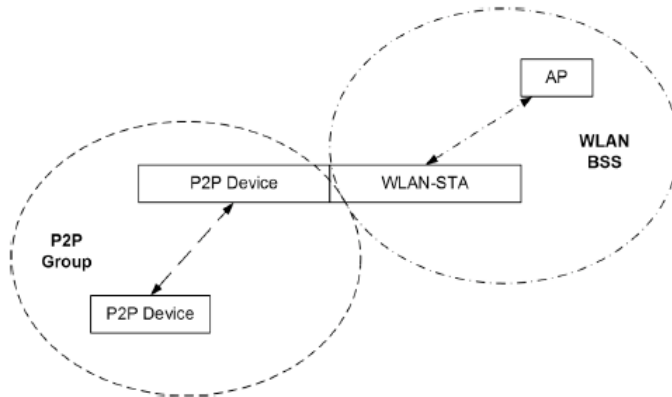 AP
WLAN
BSS
P2P Device
WLAN-STA
P2P
Group
P2P Device